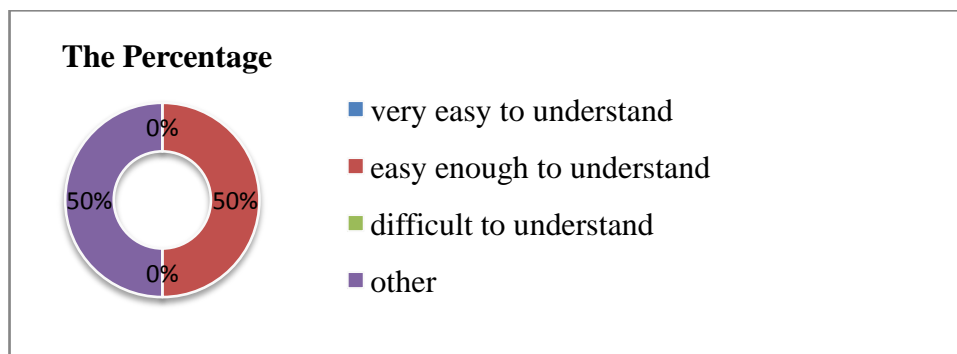 The Percentage
0%
50%
50%
0%
very easy to understand
easy enough to understand
difficult to understand
other